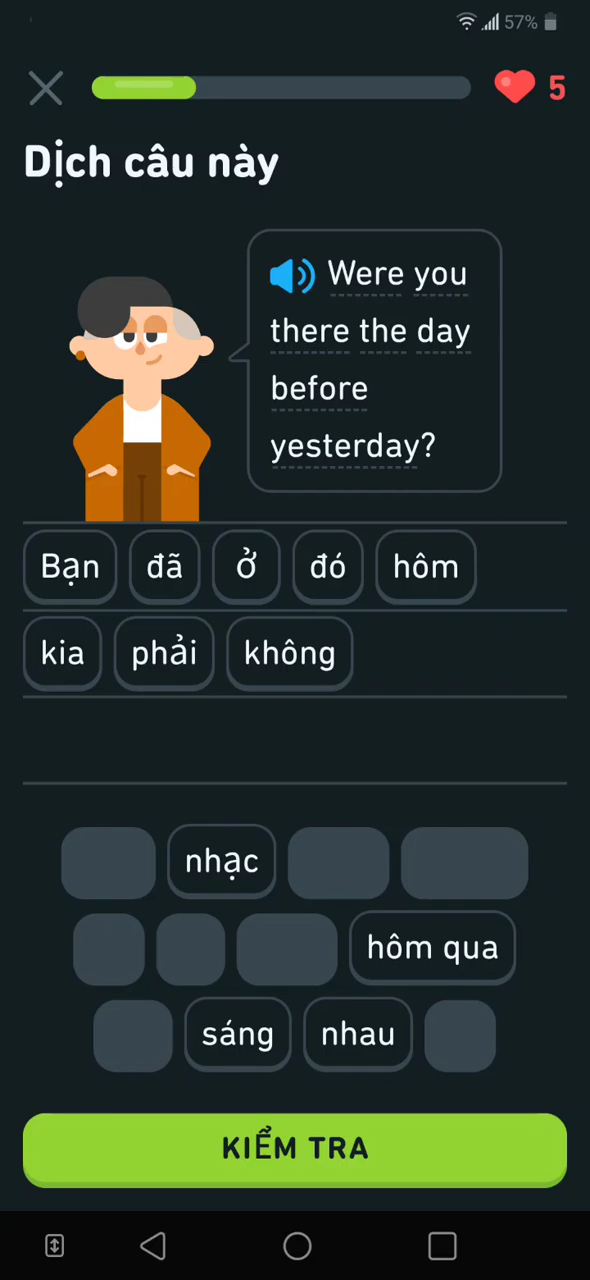 57%
5
Dịch câu này
Were you
there the day
before
yesterday?
Bạn đã ở đó hôm
kia phải không
nhạc
hôm qua
sáng nhau
KIỂM TRA